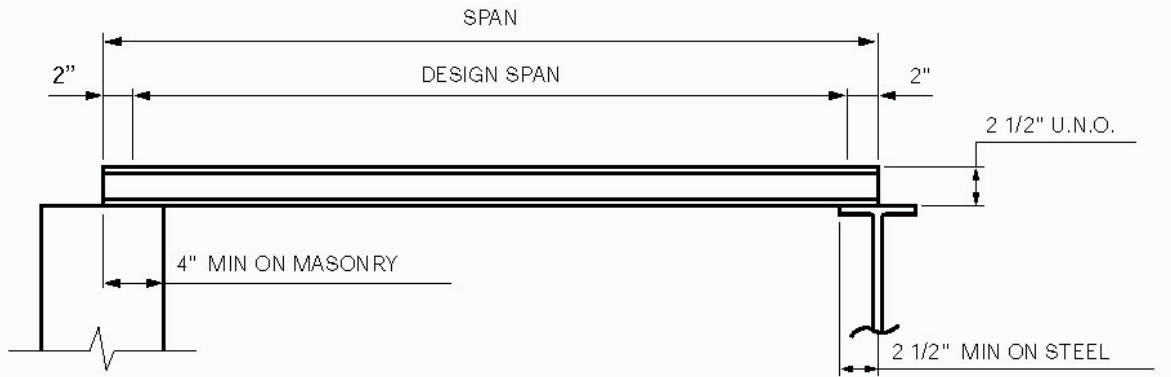 SPAN
2” DESIGN SPAN 2"
2 1/2" U.N.O.
4" MIN ON MASONRY
2 1/2" MIN ON STEEL